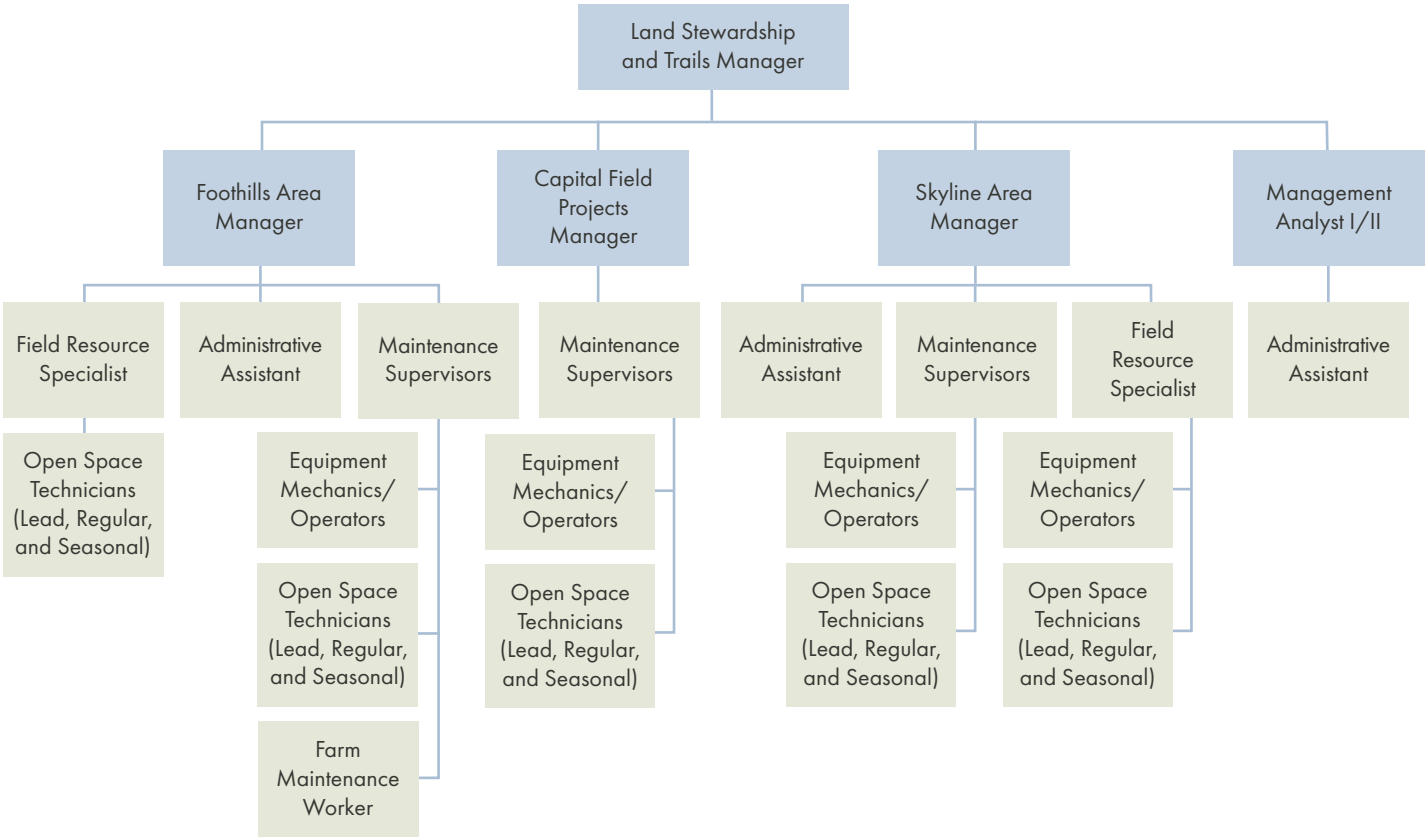 Land Stewardship
and Trails Manager
Foothills Area
Manager
Capital Field
Projects
Manager
Skyline Area
Manager
Management
Analyst I/II
Field Resource
Specialist
Administrative
Assistant
Maintenance
Supervisors
Maintenance
Supervisors
Administrative
Assistant
Maintenance
Supervisors
Field
Resource
Specialist
Administrative
Assistant
Open Space
Technicians
(Lead, Regular,
and Seasonal)
Equipment
Mechanics/
Operators
Equipment
Mechanics/
Operators
Equipment
Mechanics/
Operators
Equipment
Mechanics/
Operators
Open Space
Technicians
(Lead, Regular,
and Seasonal)
Open Space
Technicians
(Lead, Regular,
and Seasonal)
Open Space
Technicians
(Lead, Regular,
and Seasonal)
Open Space
Technicians
(Lead, Regular,
and Seasonal)
Farm
Maintenance
Worker